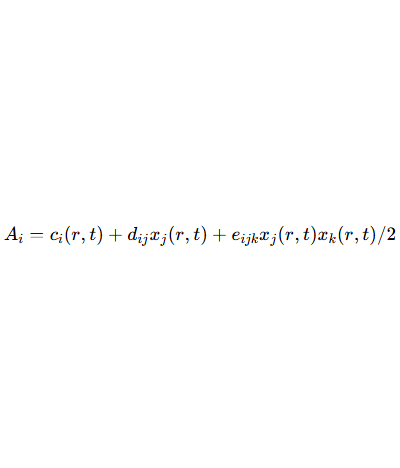 A_i = c_i(r, t) + d_{ij}x_j(r, t) + e_{ijk}x_j(r, t)x_k(r, t)/2